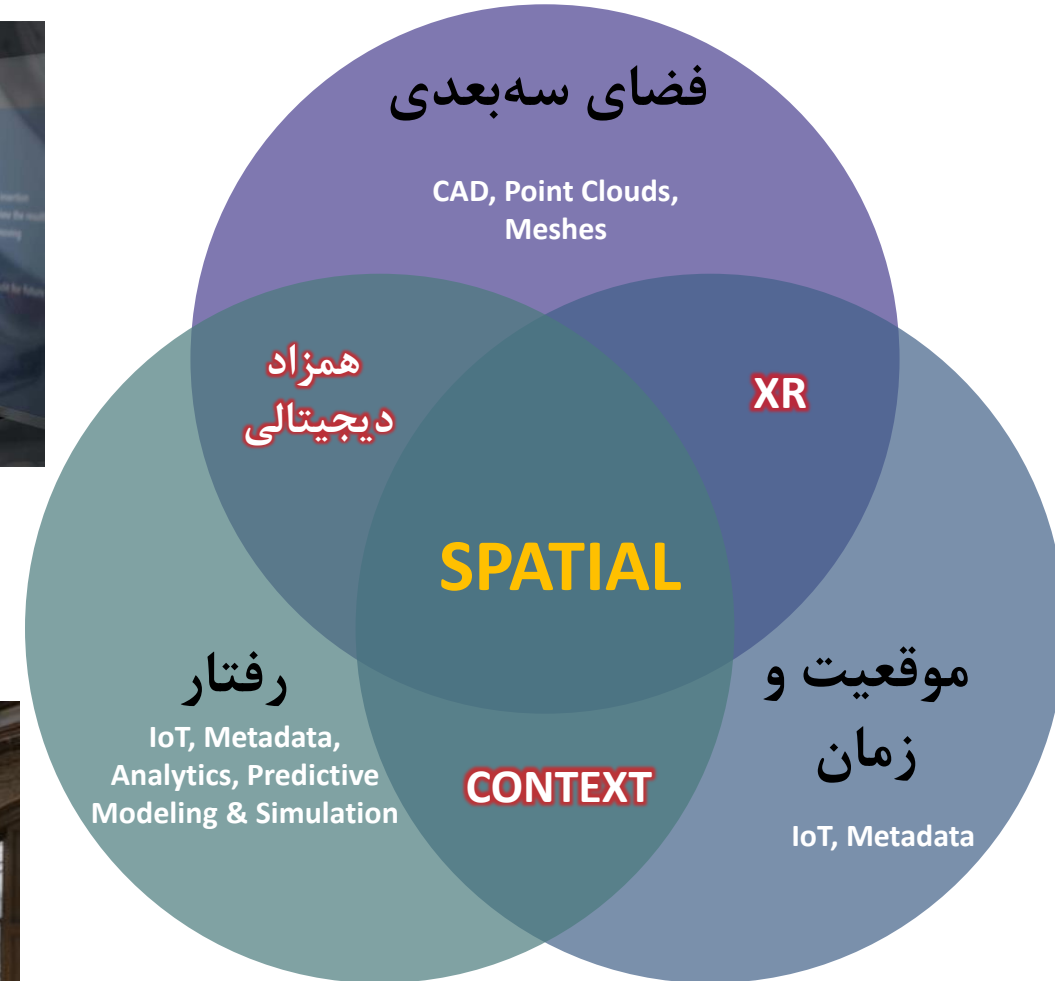 فضای سه‌بعدی
CAD, Point Clouds,
Meshes
همزاد
دیجیتالی
XR
SPATIAL
رفتار
IoT, Metadata,
Analytics, Predictive
Modeling & Simulation
CONTEXT
موقعیت و
زمان
IoT, Metadata